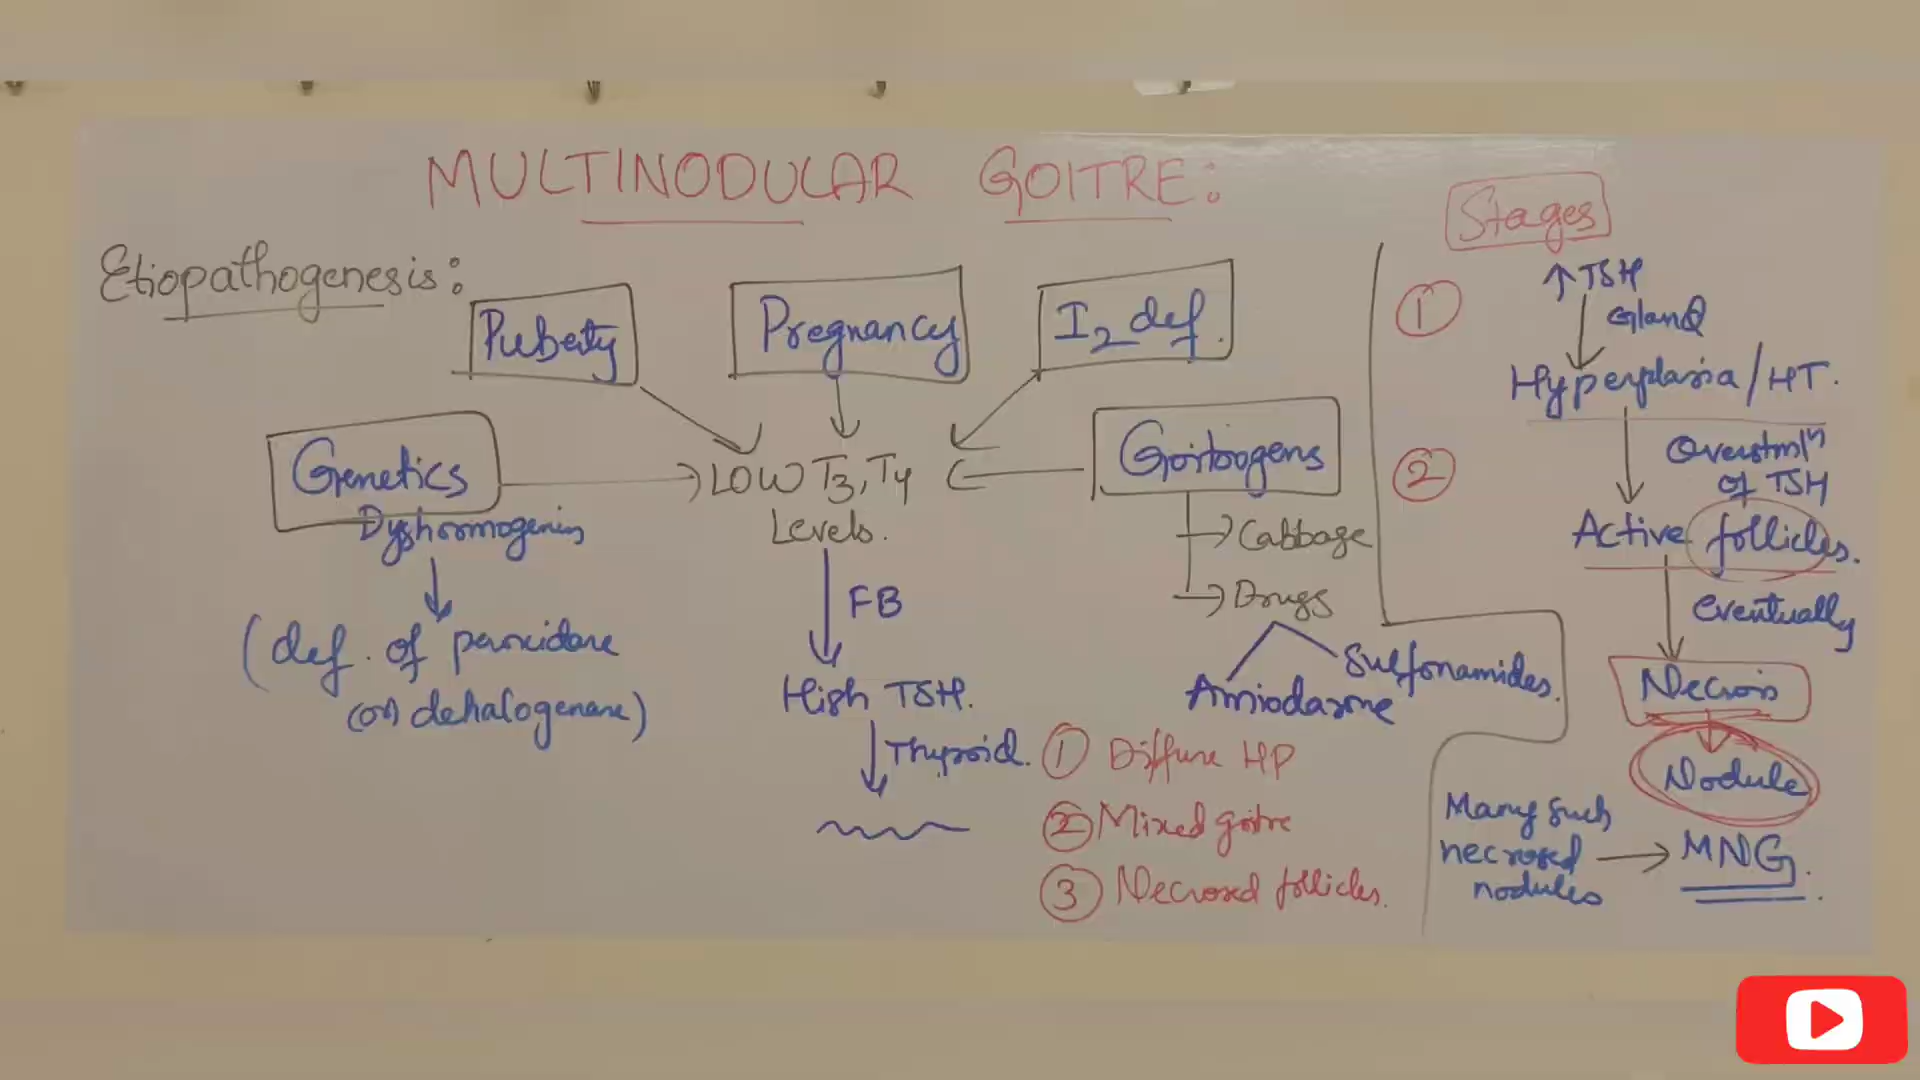 MULTINODULAR GOITRE:
Etiopathogenesis:
Puberty
Pregnancy
I2 def.
Genetics
Dyshormogenis
(def. of peroxidase
(or) dehalogenase)
LOW T3, T4
Levels.
FB
High TSH.
Thyroid.
Goitrogens
Cabbage
Drugs
Amiodarone
Sulfonamides.
① Diffuse HP
② Mixed goitre
③ Necrosed follicles.
Stages
①
↑ TSH
Gland
Hyperplasia/HT.
②
Overstmlⁿ
of TSH
Active follicles.
eventually
Necrosis
Nodule
Many such
necrosed
nodules
MNG.